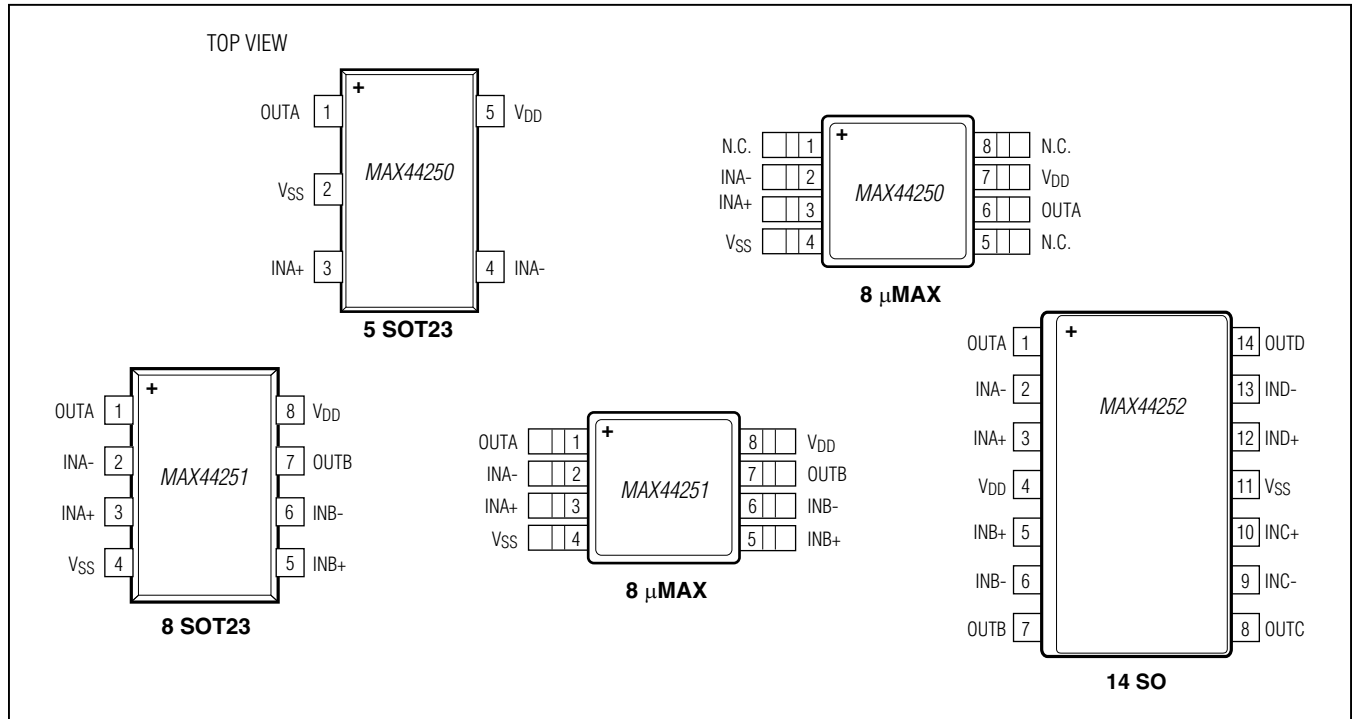 TOP VIEW
+
OUTA 1 5 VDD
MAX44250
VSS 2
INA+ 3 4 INA-
5 SOT23
+
N.C. 1 8 N.C.
INA- 2 7 VDD
MAX44250
INA+ 3 6 OUTA
VSS 4 5 N.C.
8 µMAX
+
OUTA 1 8 VDD
INA- 2 7 OUTB
MAX44251
INA+ 3 6 INB-
VSS 4 5 INB+
8 SOT23
+
OUTA 1 8 VDD
INA- 2 7 OUTB
MAX44251
INA+ 3 6 INB-
VSS 4 5 INB+
8 µMAX
+
OUTA 1 14 OUTD
INA- 2 13 IND-
MAX44252
INA+ 3 12 IND+
VDD 4 11 VSS
INB+ 5 10 INC+
INB- 6 9 INC-
OUTB 7 8 OUTC
14 SO